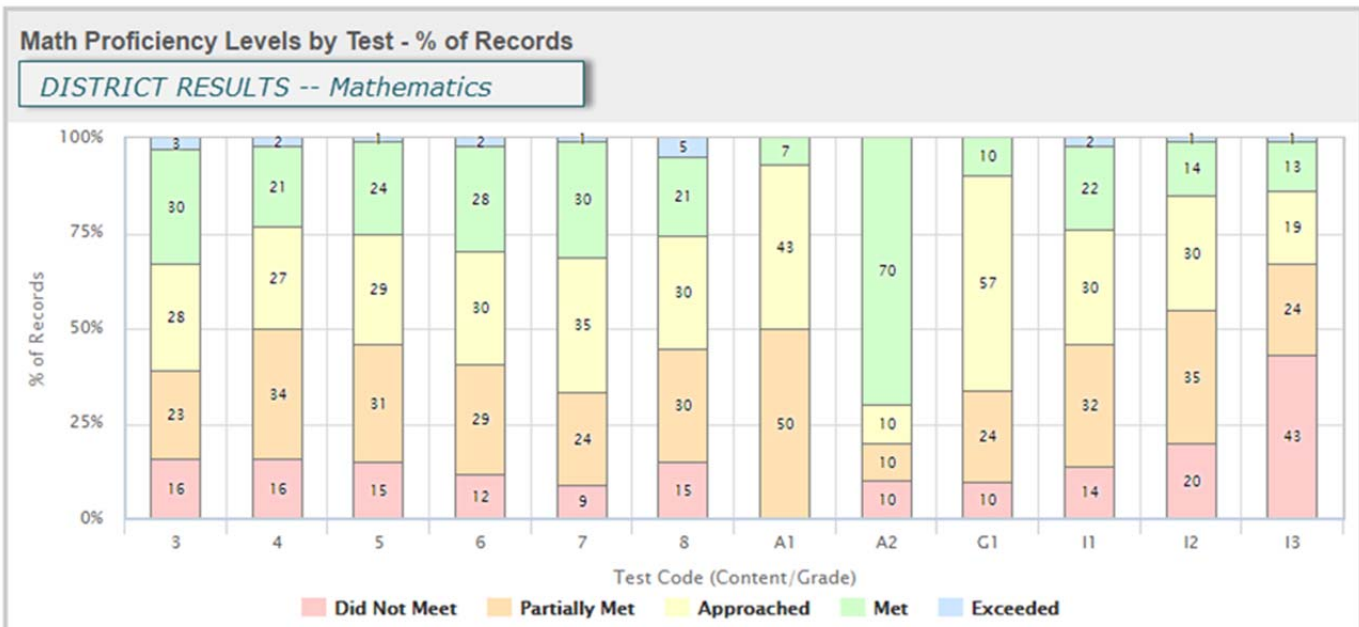 Math Proficiency Levels by Test - % of Records
DISTRICT RESULTS -- Mathematics
100%
75%
50%
25%
0%
% of Records
3 2 1 2 1 5 7 70 10 2 1 1
30 21 24 28 30 21 43 10 57 22 14 13
28 27 29 30 35 30 50 10 24 30 30 19
23 34 31 29 24 30 10 10 32 35 24
16 16 15 12 9 15 14 20 43
3 4 5 6 7 8 A1 A2 G1 I1 I2 I3
Test Code (Content/Grade)
Did Not Meet Partially Met Approached Met Exceeded